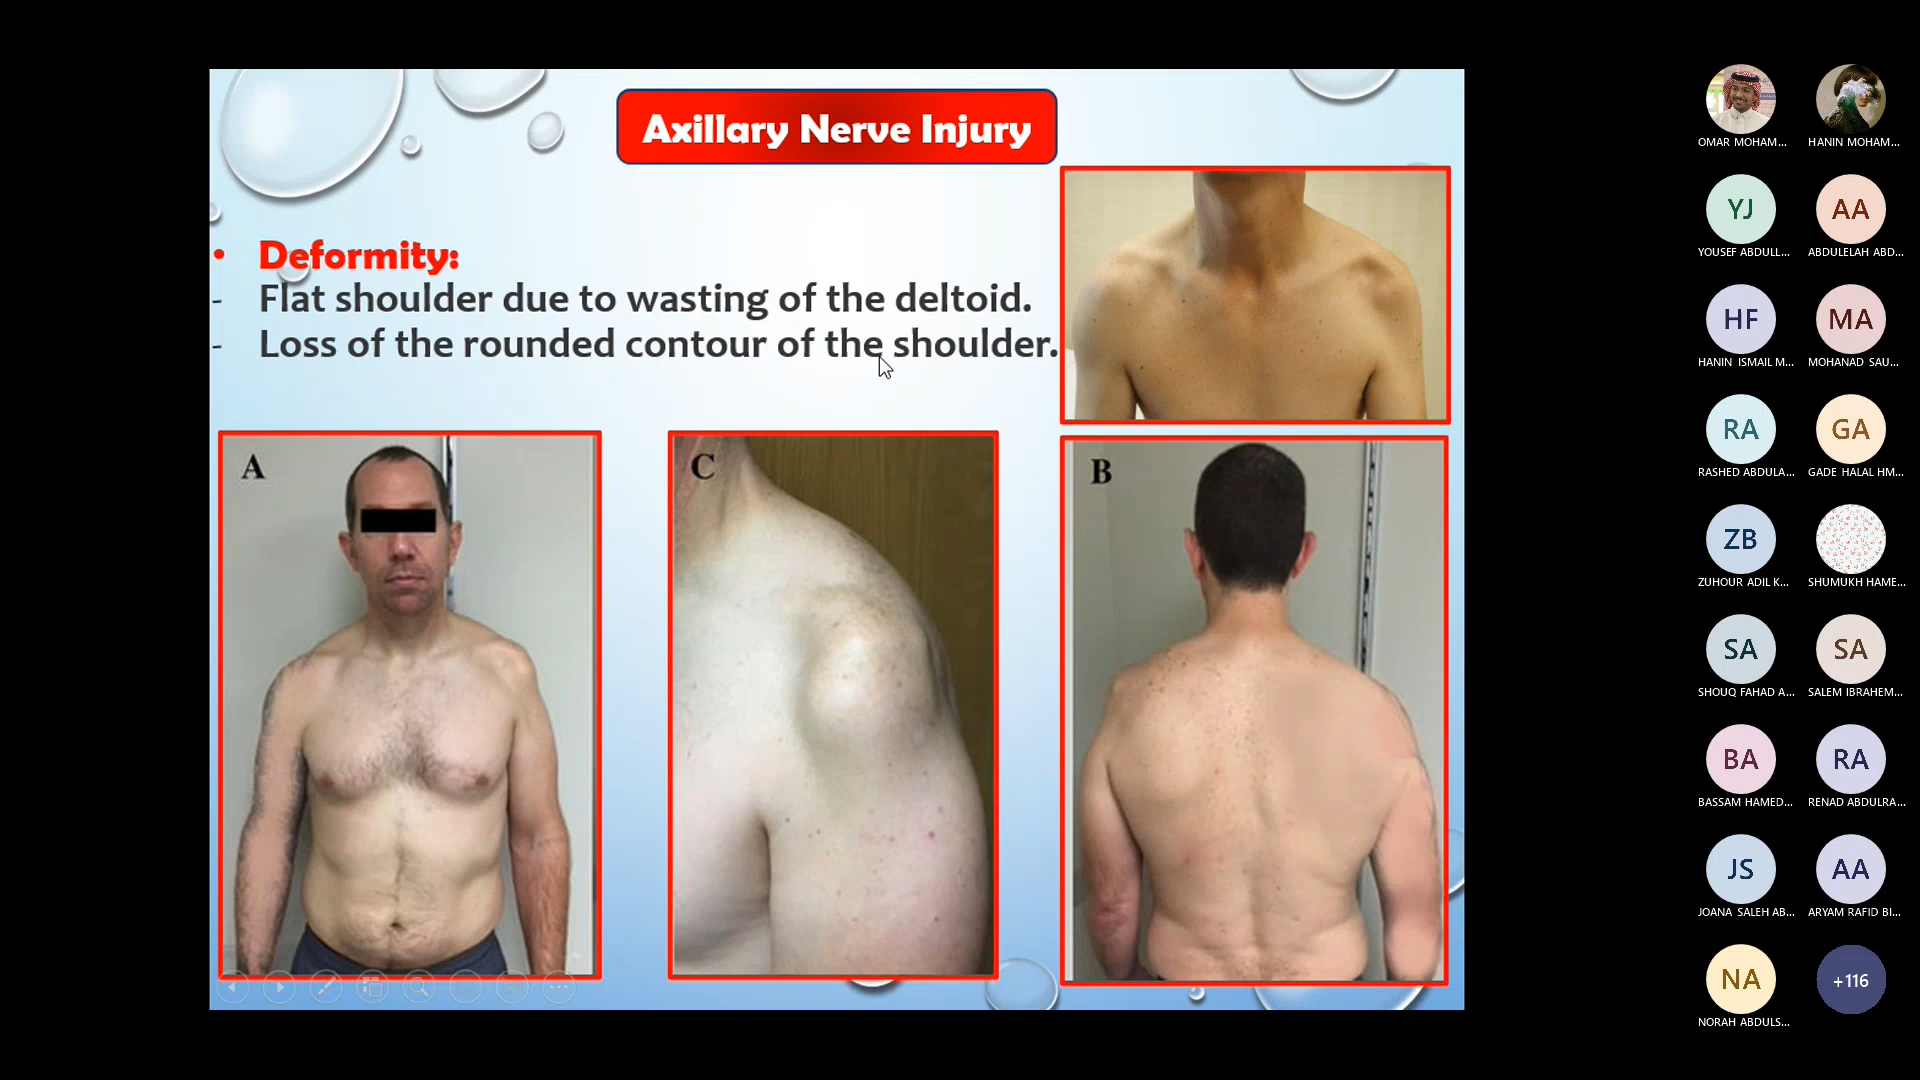 Axillary Nerve Injury
• Deformity:
- Flat shoulder due to wasting of the deltoid.
- Loss of the rounded contour of the shoulder.
A
C
B
OMAR MOHAM...
HANIN MOHAM...
YJ
AA
YOUSEF ABDULL...
ABDULELAH ABD...
HF
MA
HANIN ISMAIL M...
MOHANAD SAU...
RA
GA
RASHED ABDULA...
GADE HALAL HM...
ZB
ZUHOUR ADIL K...
SHUMUKH HAME...
SA
SA
SHOUQ FAHAD A...
SALEM IBRAHEM...
BA
RA
BASSAM HAMED...
RENAD ABDULRA...
JS
AA
JOANA SALEH AB...
ARYAM RAFID BI...
NA
+116
NORAH ABDULS...